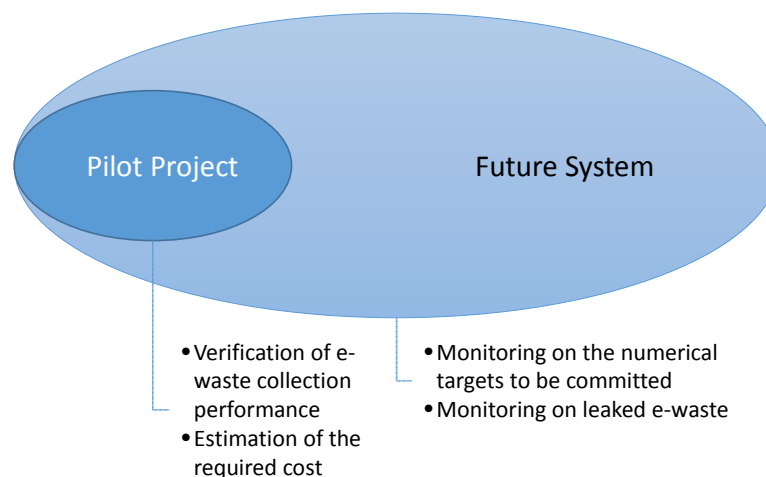 Pilot Project
Future System
•Verification of e-
waste collection
performance
•Estimation of the
required cost
•Monitoring on the numerical
targets to be committed
•Monitoring on leaked e-waste